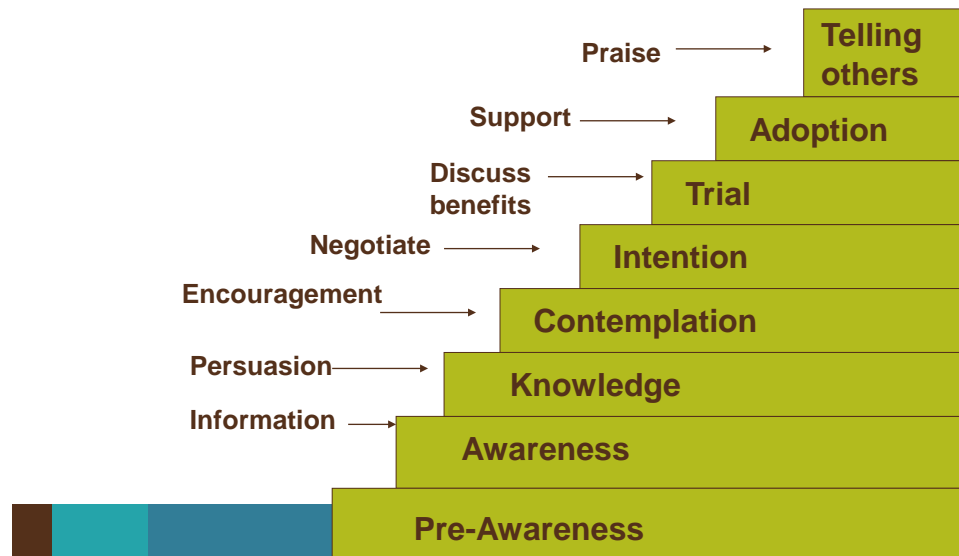 Praise
Telling
others
Support
Adoption
Discuss
benefits
Trial
Negotiate
Intention
Encouragement
Contemplation
Persuasion
Knowledge
Information
Awareness
Pre-Awareness